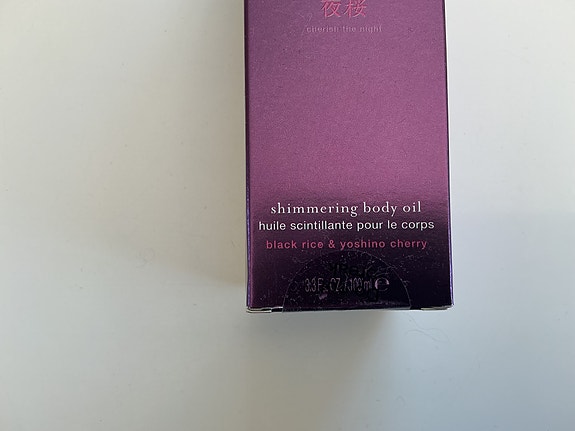 夜桜
cherish the night
shimmering body oil
huile scintillante pour le corps
black rice & yoshino cherry
3.3 FL. OZ. / 100 ml e